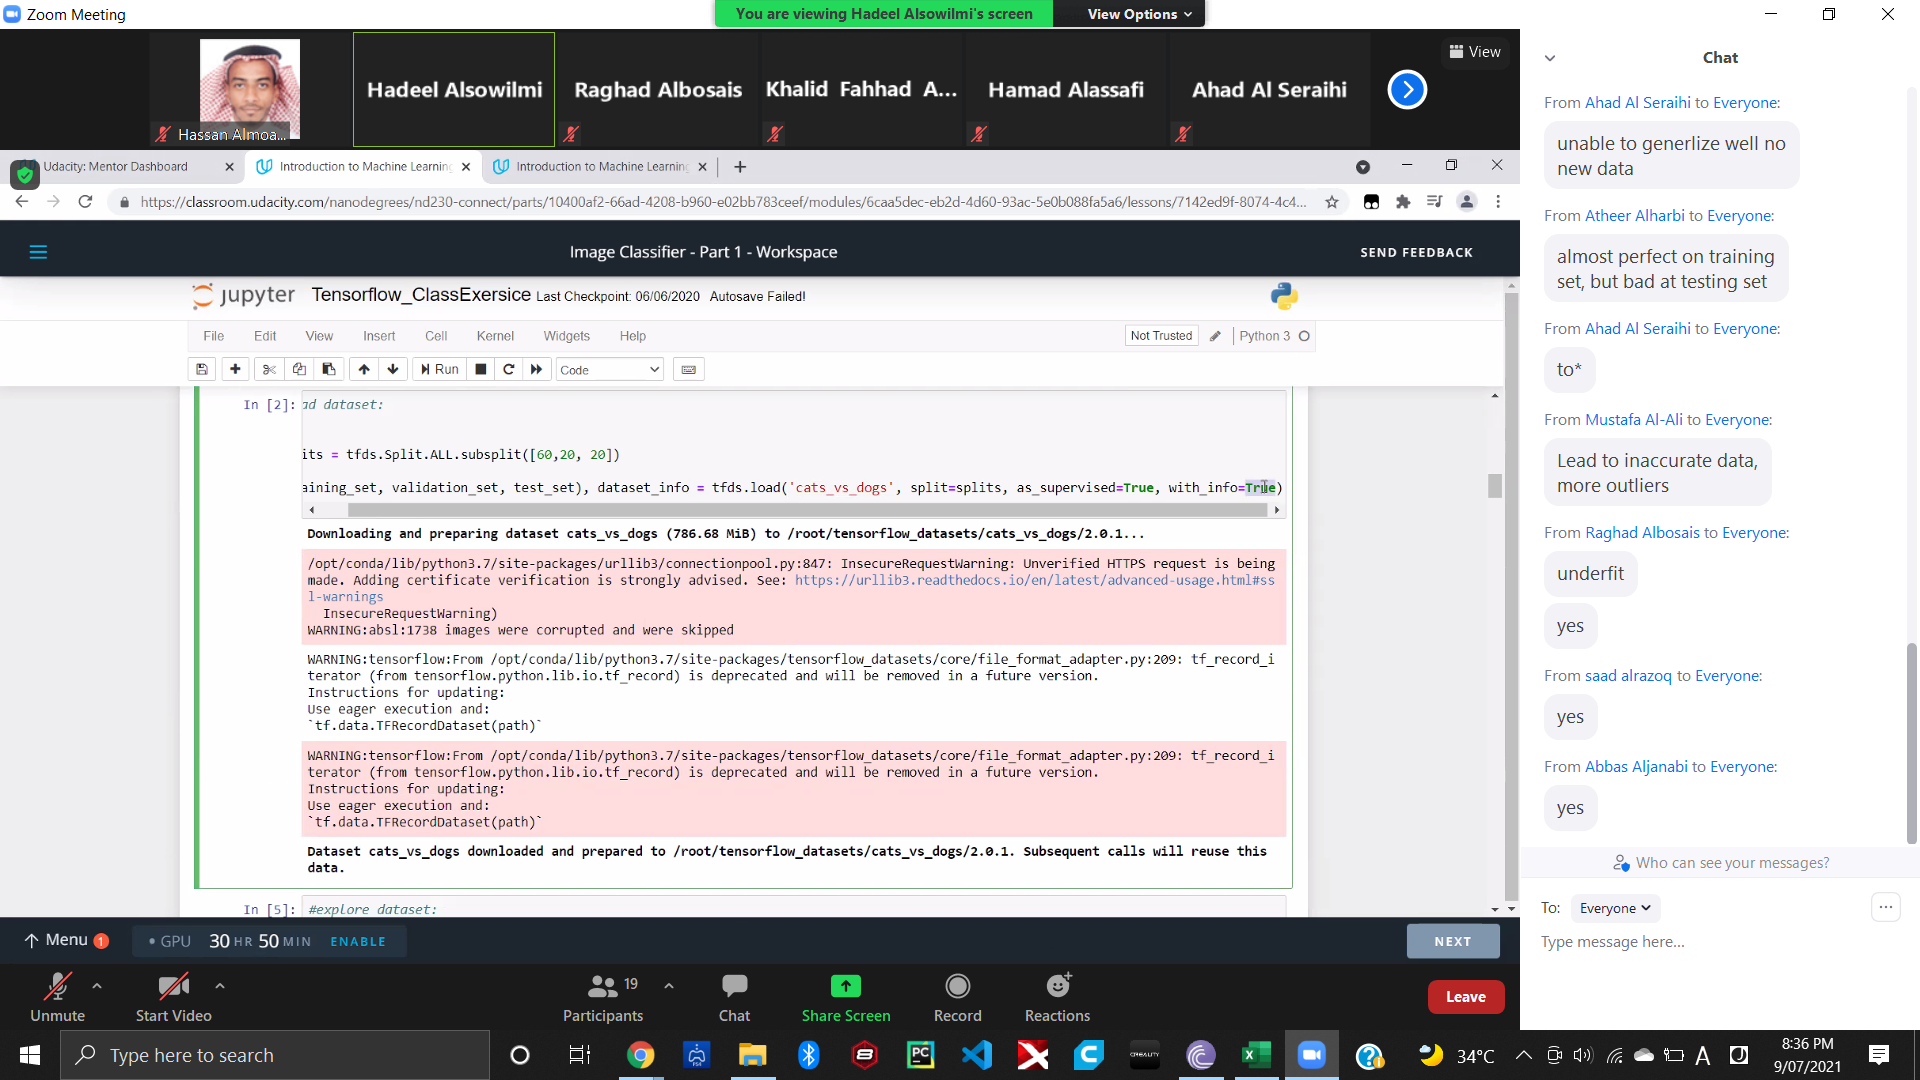 Zoom Meeting
You are viewing Hadeel Alsowilmi's screen
View Options
View
Hassan Almoa...
Hadeel Alsowilmi
Raghad Albosais
Khalid Fahhad A...
Hamad Alassafi
Ahad Al Seraihi
Udacity: Mentor Dashboard
Introduction to Machine Learning
Introduction to Machine Learning
https://classroom.udacity.com/nanodegrees/nd230-connect/parts/10400af2-66ad-4208-b960-e02bb783ceef/modules/6caa5dec-eb2d-4d60-93ac-5e0b088fa5a6/lessons/7142ed9f-8074-4c4...
Image Classifier - Part 1 - Workspace
SEND FEEDBACK
jupyter Tensorflow_ClassExersice Last Checkpoint: 06/06/2020 Autosave Failed!
File Edit View Insert Cell Kernel Widgets Help
Not Trusted
Python 3
Run
Code
In [2]: ad dataset:
its = tfds.Split.ALL.subsplit([60,20, 20])
aining_set, validation_set, test_set), dataset_info = tfds.load('cats_vs_dogs', split=splits, as_supervised=True, with_info=True)
Downloading and preparing dataset cats_vs_dogs (786.68 MiB) to /root/tensorflow_datasets/cats_vs_dogs/2.0.1...
/opt/conda/lib/python3.7/site-packages/urllib3/connectionpool.py:847: InsecureRequestWarning: Unverified HTTPS request is being
made. Adding certificate verification is strongly advised. See: https://urllib3.readthedocs.io/en/latest/advanced-usage.html#ss
l-warnings
InsecureRequestWarning)
WARNING:absl:1738 images were corrupted and were skipped
WARNING:tensorflow:From /opt/conda/lib/python3.7/site-packages/tensorflow_datasets/core/file_format_adapter.py:209: tf_record_i
terator (from tensorflow.python.lib.io.tf_record) is deprecated and will be removed in a future version.
Instructions for updating:
Use eager execution and:
`tf.data.TFRecordDataset(path)`
WARNING:tensorflow:From /opt/conda/lib/python3.7/site-packages/tensorflow_datasets/core/file_format_adapter.py:209: tf_record_i
terator (from tensorflow.python.lib.io.tf_record) is deprecated and will be removed in a future version.
Instructions for updating:
Use eager execution and:
`tf.data.TFRecordDataset(path)`
Dataset cats_vs_dogs downloaded and prepared to /root/tensorflow_datasets/cats_vs_dogs/2.0.1. Subsequent calls will reuse this
data.
In [5]: #explore dataset:
Menu 1
GPU 30 HR 50 MIN ENABLE
NEXT
Unmute
Start Video
19
Participants
Chat
Share Screen
Record
Reactions
Leave
Chat
From Ahad Al Seraihi to Everyone:
unable to generlize well no
new data
From Atheer Alharbi to Everyone:
almost perfect on training
set, but bad at testing set
From Ahad Al Seraihi to Everyone:
to*
From Mustafa Al-Ali to Everyone:
Lead to inaccurate data,
more outliers
From Raghad Albosais to Everyone:
underfit
yes
From saad alrazoq to Everyone:
yes
From Abbas Aljanabi to Everyone:
yes
Who can see your messages?
To: Everyone
Type message here...
Type here to search
PC
CREALITY
34°C
A
8:36 PM
9/07/2021